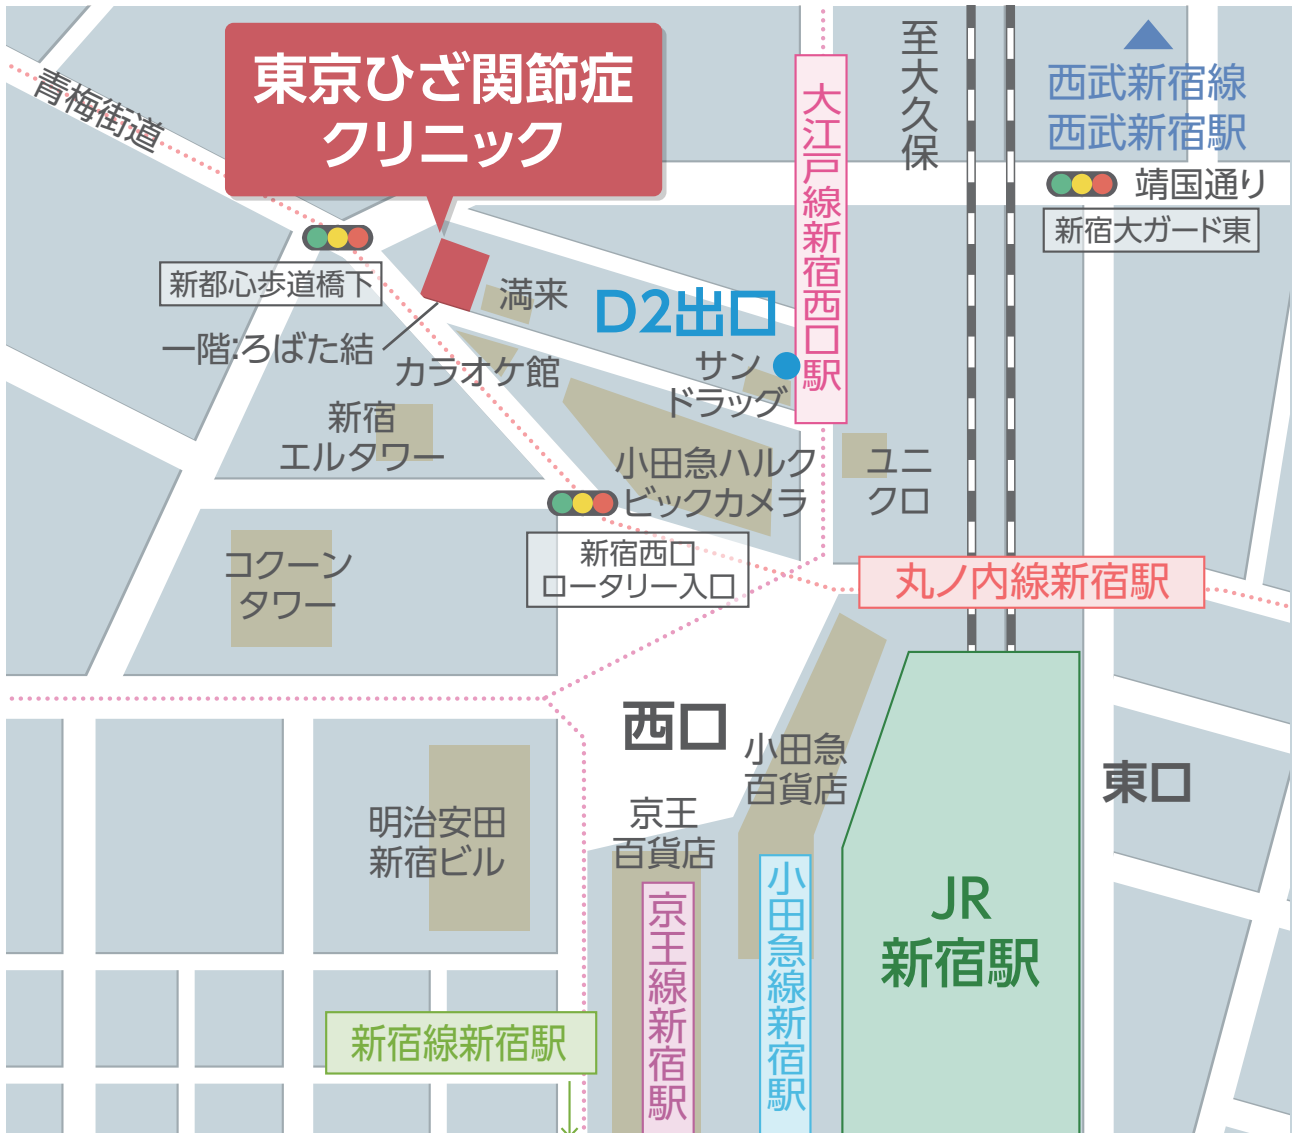 東京ひざ関節症
クリニック
青梅街道
至大久保
西武新宿線
西武新宿駅
靖国通り
新宿大ガード東
大江戸線新宿西口駅
新都心歩道橋下
一階:ろばた結
満来
D2出口
カラオケ館
サン
ドラッグ
新宿
エルタワー
小田急ハルク
ビックカメラ
ユニ
クロ
新宿西口
ロータリー入口
コクーン
タワー
丸ノ内線新宿駅
西口
小田急
百貨店
東口
京王
百貨店
明治安田
新宿ビル
京王線新宿駅
小田急線新宿駅
JR
新宿駅
新宿線新宿駅